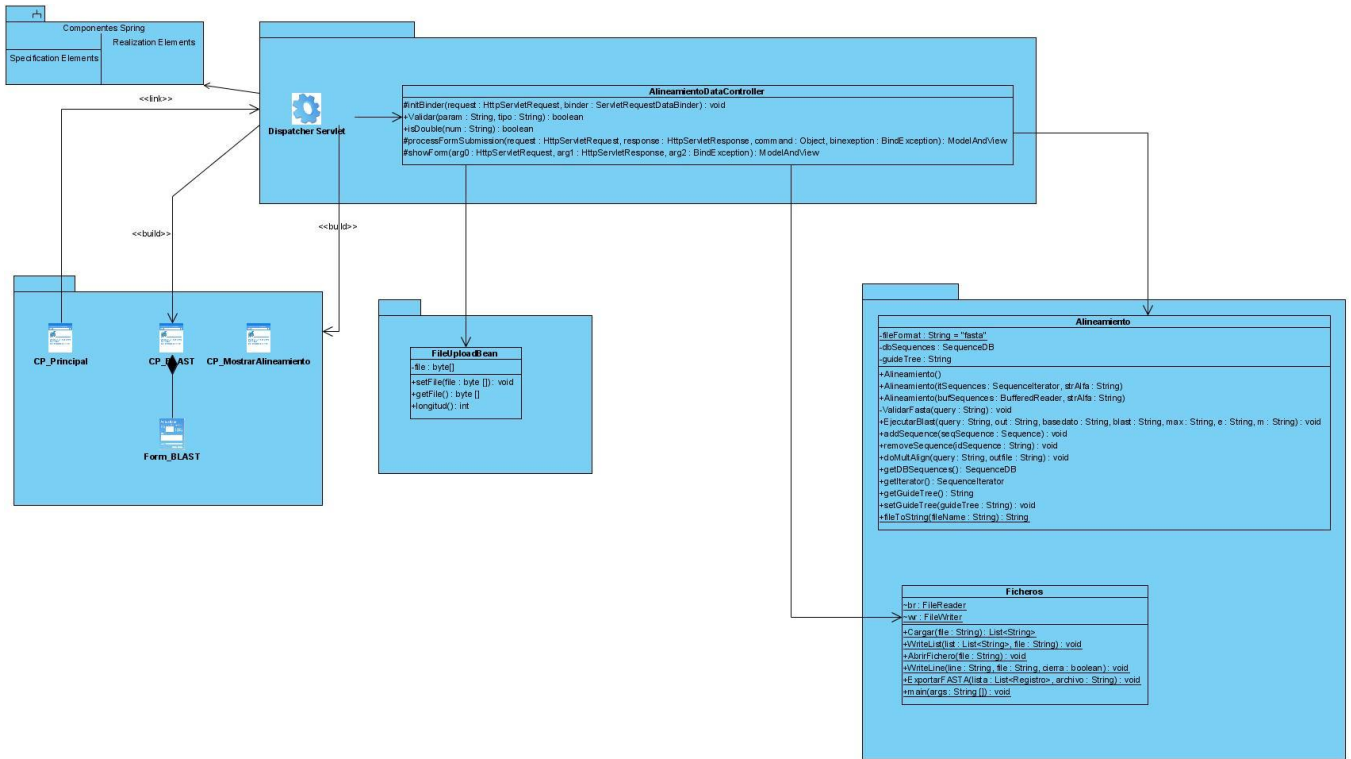 Componentes Spring
Realization Elements
Specification Elements
<<link>>
Dispatcher Servlet
AlineamientoDataController
#initBinder(request : HttpServletRequest, binder : ServletRequestDataBinder) : void
+Validar(param : String, tipo : String) : boolean
+isDouble(num : String) : boolean
#processFormSubmission(request : HttpServletRequest, response : HttpServletResponse, command : Object, binexeption : BindException) : ModelAndView
#showForm(arg0 : HttpServletRequest, arg1 : HttpServletResponse, arg2 : BindException) : ModelAndView
<<build>>
<<build>>
CP_Principal
CP_BLAST
CP_MostrarAlineamiento
Form_BLAST
FileUploadBean
-file : byte[]
+setFile(file : byte []) : void
+getFile() : byte []
+longitud() : int
Alineamiento
-fileFormat : String = "fasta"
-dbSequences : SequenceDB
-guideTree : String
+Alineamiento()
+Alineamiento(itSequences : SequenceIterator, strAlfa : String)
+Alineamiento(bufSequences : BufferedReader, strAlfa : String)
-ValidarFasta(query : String) : void
+EjecutarBlast(query : String, out : String, basedato : String, blast : String, max : String, e : String, m : String) : void
+addSequence(seqSequence : Sequence) : void
+removeSequence(idSequence : String) : void
+doMultAlign(query : String, outfile : String) : void
+getDBSequences() : SequenceDB
+getIterator() : SequenceIterator
+getGuideTree() : String
+setGuideTree(guideTree : String) : void
+fileToString(fileName : String) : String
Ficheros
~br : FileReader
~wr : FileWriter
+Cargar(file : String) : List<String>
+WriteList(list : List<String>, file : String) : void
+AbrirFichero(file : String) : void
+WriteLine(line : String, file : String, cierra : boolean) : void
+ExportarFASTA(lista : List<Registro>, archivo : String) : void
+main(args : String []) : void